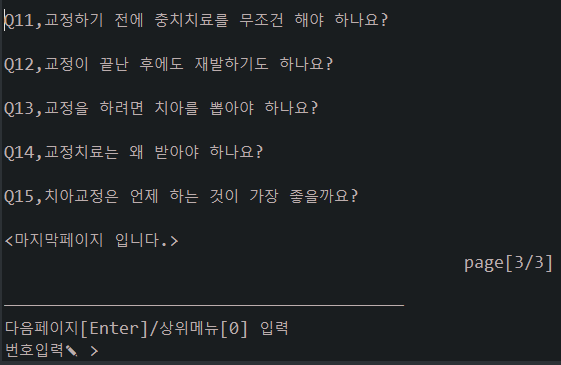 Q11,교정하기 전에 충치치료를 무조건 해야 하나요?
Q12,교정이 끝난 후에도 재발하기도 하나요?
Q13,교정을 하려면 치아를 뽑아야 하나요?
Q14,교정치료는 왜 받아야 하나요?
Q15,치아교정은 언제 하는 것이 가장 좋을까요?
<마지막페이지 입니다.>
page[3/3]
다음페이지[Enter]/상위메뉴[0] 입력
번호입력✎ >